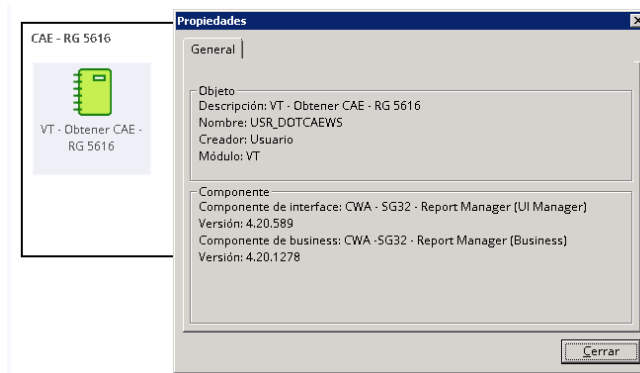 CAE - RG 5616
VT - Obtener CAE -
RG 5616
Propiedades
General
Objeto
Descripción: VT - Obtener CAE - RG 5616
Nombre: USR_DOTCAEWS
Creador: Usuario
Módulo: VT
Componente
Componente de interface: CWA - SG32 - Report Manager (UI Manager)
Versión: 4.20.589
Componente de business: CWA -SG32 - Report Manager (Business)
Versión: 4.20.1278
Cerrar